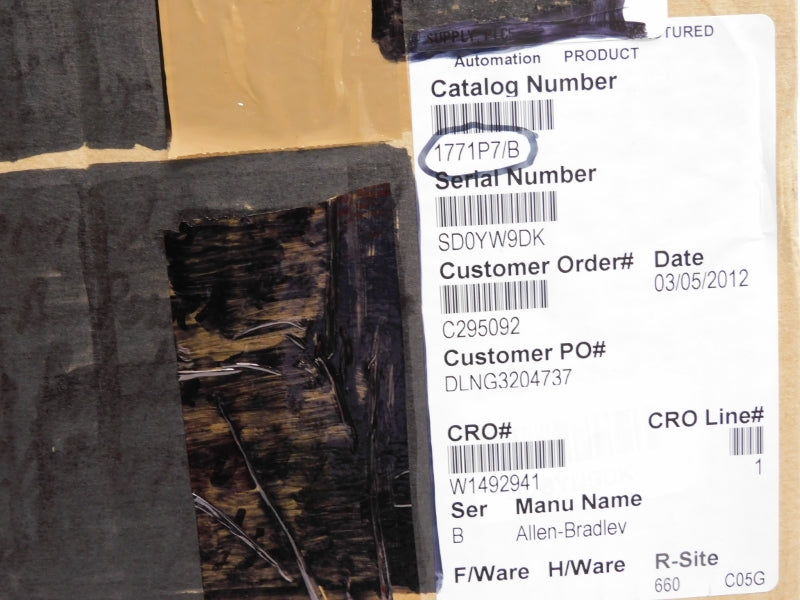 SUPPLY
TURED
Automation PRODUCT
Catalog Number
1771P7/B
Serial Number
SD0YW9DK
Customer Order# Date
03/05/2012
C295092
Customer PO#
DLNG3204737
CRO# CRO Line#
1
W1492941
Ser Manu Name
B Allen-Bradley
F/Ware H/Ware R-Site
660 C05G